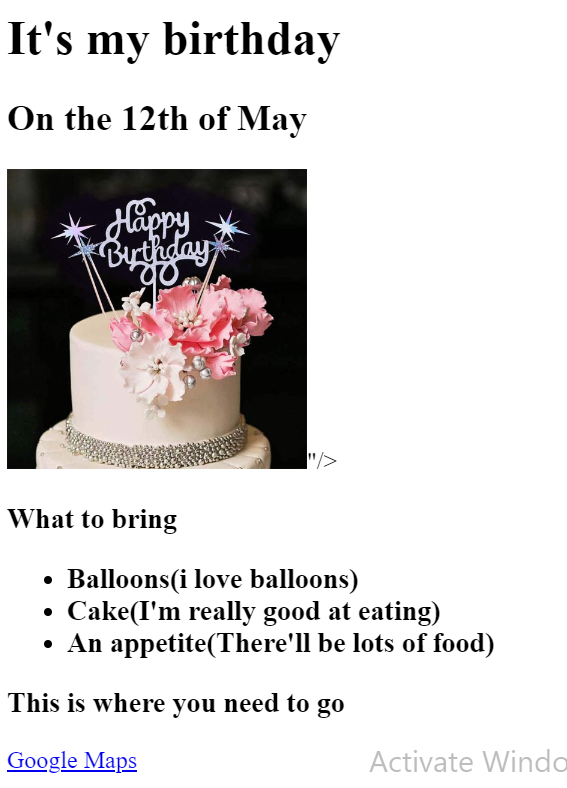 It's my birthday
On the 12th of May
Happy
Birthday
"/>
What to bring
Balloons(i love balloons)
Cake(I'm really good at eating)
An appetite(There'll be lots of food)
This is where you need to go
Google Maps
Activate Windo